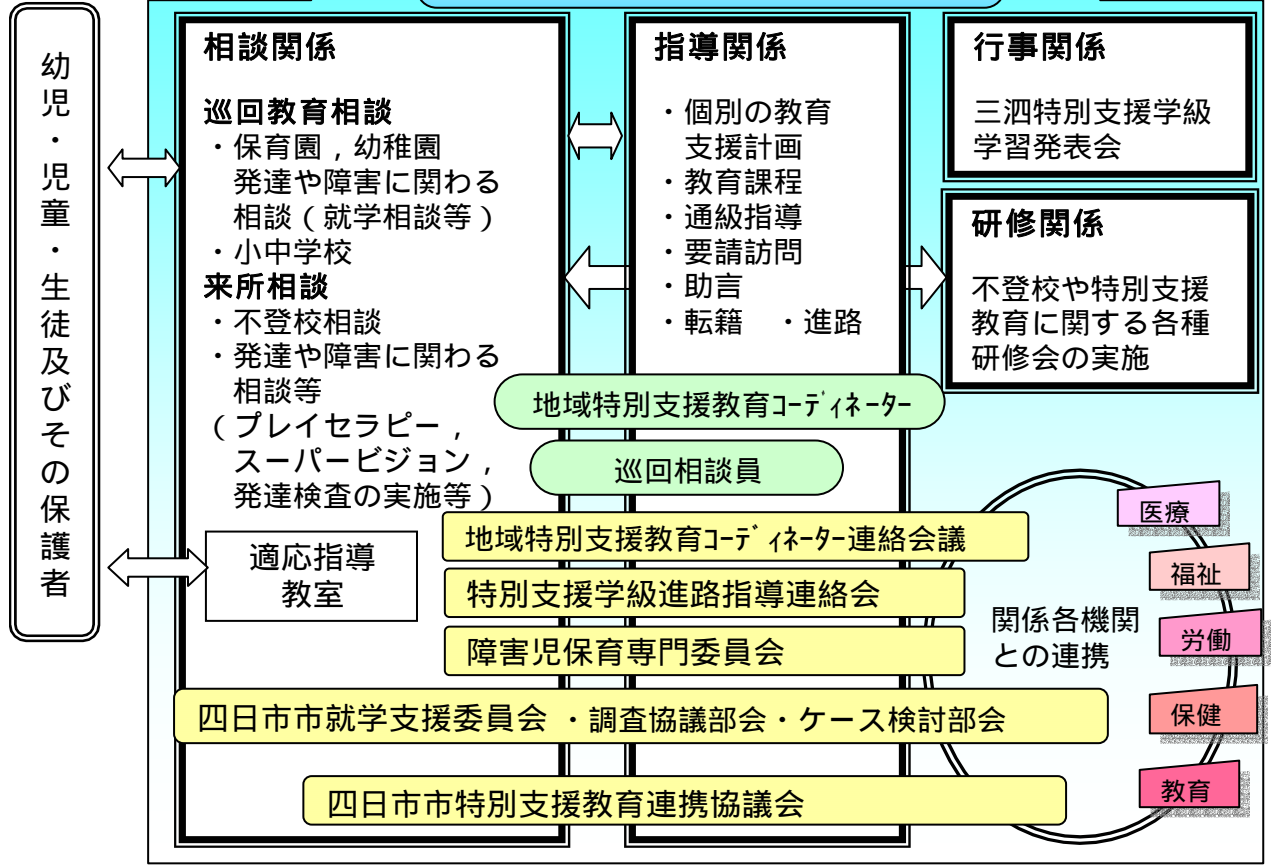 幼児・児童・生徒及びその保護者
相談関係
巡回教育相談
・保育園，幼稚園
発達や障害に関わる
相談（就学相談等）
・小中学校
来所相談
・不登校相談
・発達や障害に関わる
相談等
（プレイセラピー，
スーパービジョン，
発達検査の実施等）
適応指導
教室
指導関係
・個別の教育
支援計画
・教育課程
・通級指導
・要請訪問
・助言
・転籍　・進路
行事関係
三泗特別支援学級
学習発表会
研修関係
不登校や特別支援
教育に関する各種
研修会の実施
地域特別支援教育ｺｰﾃﾞｨﾈｰﾀｰ
巡回相談員
地域特別支援教育ｺｰﾃﾞｨﾈｰﾀｰ連絡会議
特別支援学級進路指導連絡会
障害児保育専門委員会
四日市市就学支援委員会 ・調査協議部会・ケース検討部会
四日市市特別支援教育連携協議会
関係各機関
との連携
医療
福祉
労働
保健
教育